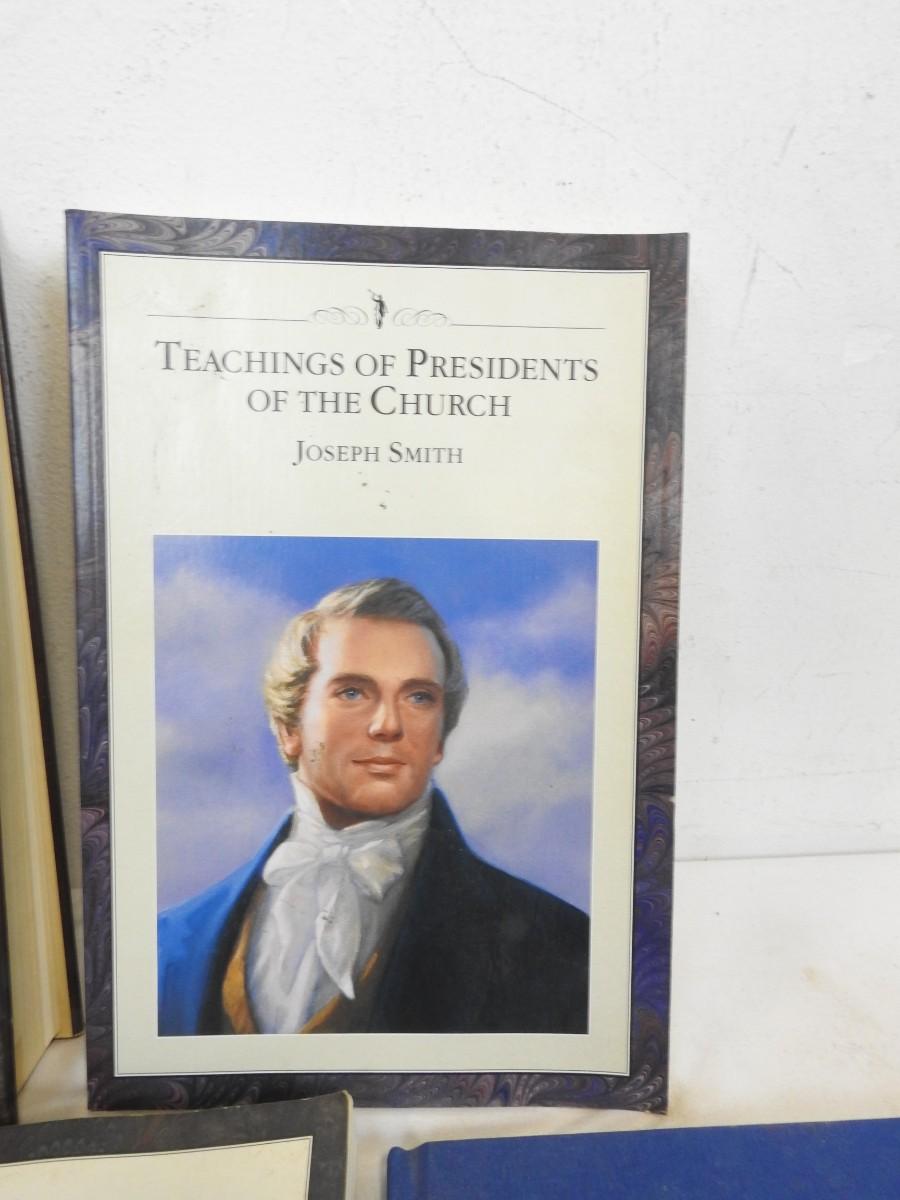 Teachings of Presidents
of the Church
Joseph Smith